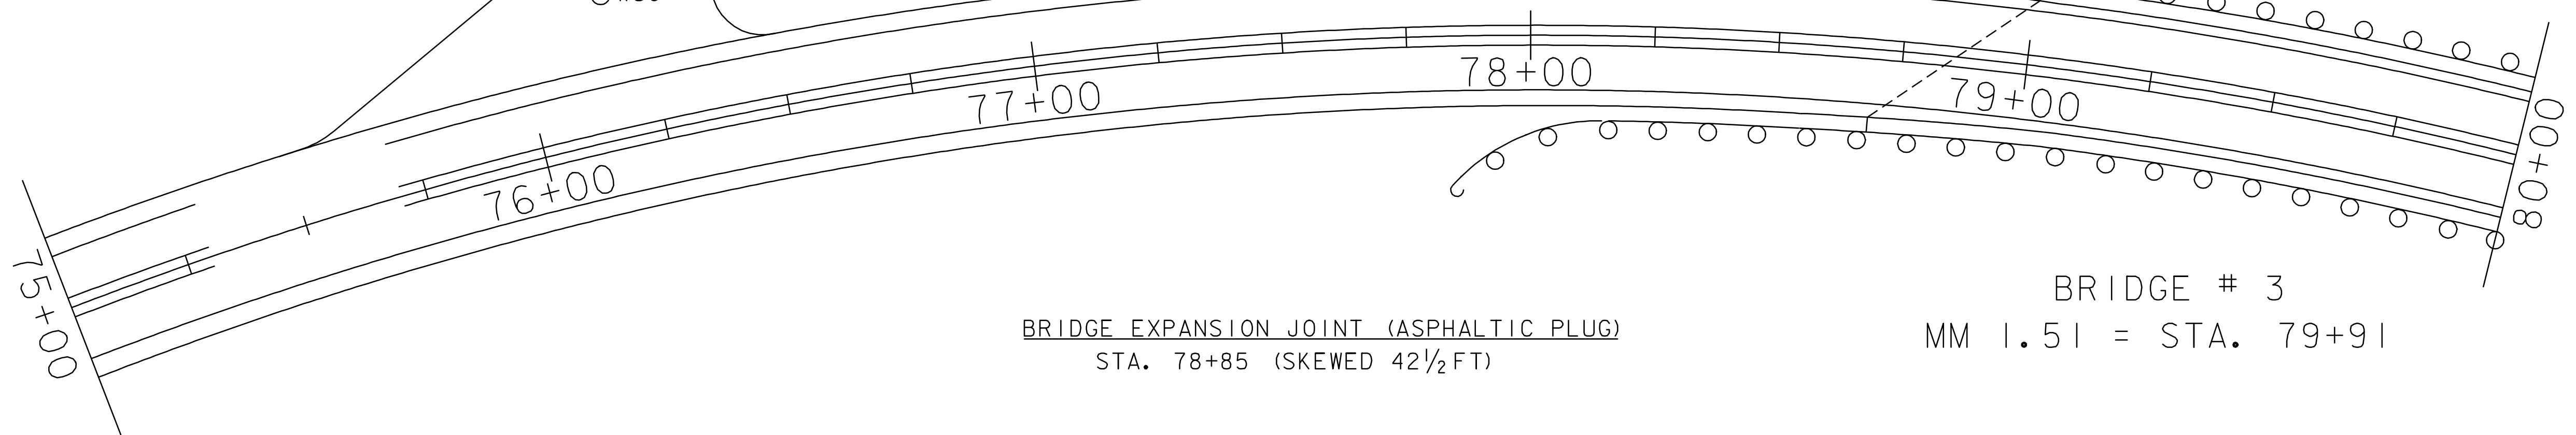 75+00
76+00
77+00
78+00
79+00
80+00
BRIDGE EXPANSION JOINT (ASPHALTIC PLUG)
STA. 78+85 (SKEWED 42½FT)
BRIDGE # 3
MM 1.51 = STA. 79+91